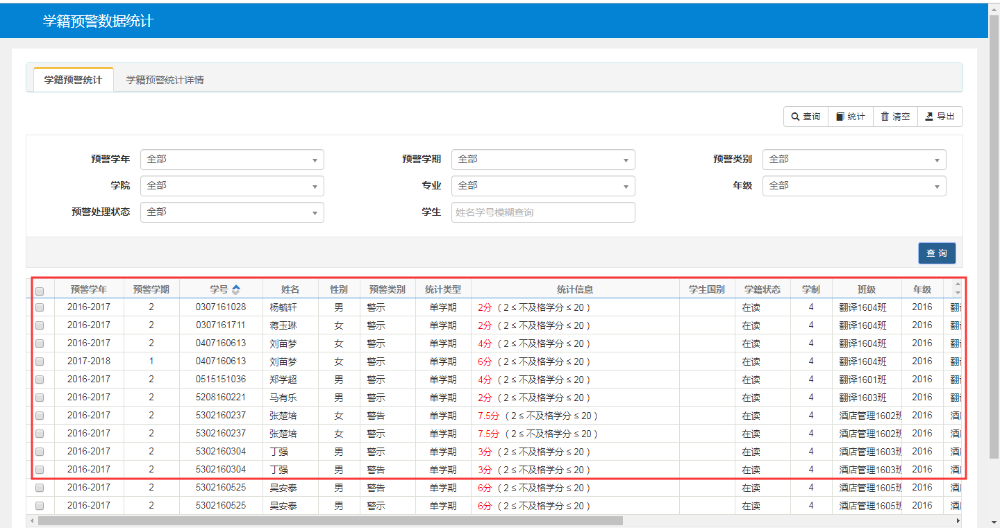 学籍预警数据统计
学籍预警统计 学籍预警统计详情
查询 统计 清空 导出
预警学年 全部 预警学期 全部 预警类别 全部
学院 全部 专业 全部 年级 全部
预警处理状态 全部 学生 姓名学号模糊查询
查 询
预警学年 预警学期 学号 姓名 性别 预警类别 统计类型 统计信息 学生国别 学籍状态 学制 班级 年级
2016-2017 2 0307161028 杨毓轩 男 警示 单学期 2分 ( 2 ≤ 不及格学分 ≤ 20 ) 在读 4 翻译1604班 2016 翻
2016-2017 2 0307161711 蒋玉琳 女 警示 单学期 2分 ( 2 ≤ 不及格学分 ≤ 20 ) 在读 4 翻译1604班 2016 翻
2016-2017 2 0407160613 刘苗梦 女 警示 单学期 4分 ( 2 ≤ 不及格学分 ≤ 20 ) 在读 4 翻译1604班 2016 翻
2017-2018 1 0407160613 刘苗梦 女 警示 单学期 6分 ( 2 ≤ 不及格学分 ≤ 20 ) 在读 4 翻译1604班 2016 翻
2016-2017 2 0515151036 郑学超 男 警示 单学期 4分 ( 2 ≤ 不及格学分 ≤ 20 ) 在读 4 翻译1601班 2016 翻
2016-2017 2 5208160221 马有乐 男 警示 单学期 2分 ( 2 ≤ 不及格学分 ≤ 20 ) 在读 4 翻译1603班 2016 翻
2016-2017 2 5302160237 张楚培 女 警告 单学期 7.5分 ( 2 ≤ 不及格学分 ≤ 20 ) 在读 4 酒店管理1602班 2016 酒
2016-2017 2 5302160237 张楚培 女 警示 单学期 7.5分 ( 2 ≤ 不及格学分 ≤ 20 ) 在读 4 酒店管理1602班 2016 酒
2016-2017 2 5302160304 丁强 男 警示 单学期 3分 ( 2 ≤ 不及格学分 ≤ 20 ) 在读 4 酒店管理1603班 2016 酒
2016-2017 2 5302160304 丁强 男 警告 单学期 3分 ( 2 ≤ 不及格学分 ≤ 20 ) 在读 4 酒店管理1603班 2016 酒
2016-2017 2 5302160525 吴安泰 男 警告 单学期 6分 ( 2 ≤ 不及格学分 ≤ 20 ) 在读 4 酒店管理1605班 2016 酒
2016-2017 2 5302160525 吴安泰 男 警示 单学期 6分 ( 2 ≤ 不及格学分 ≤ 20 ) 在读 4 酒店管理1605班 2016 酒